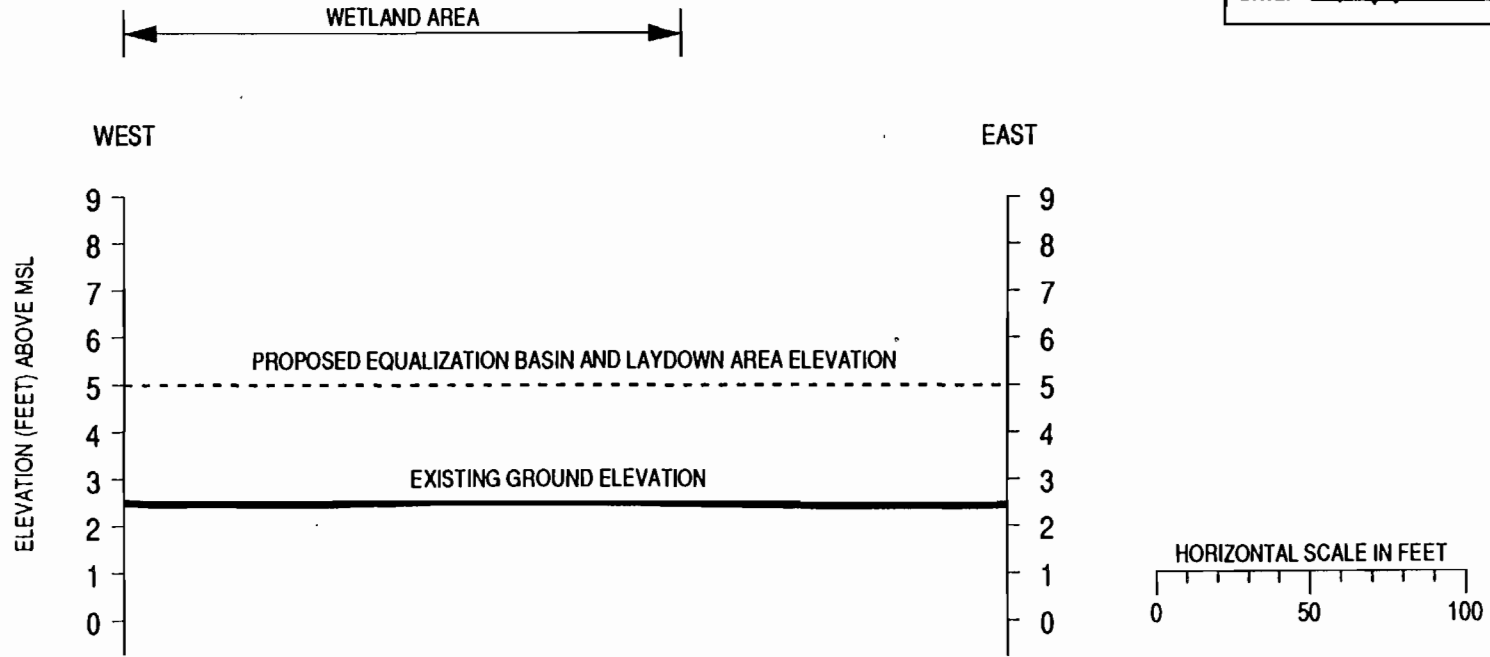 WETLAND AREA
WEST
EAST
ELEVATION (FEET) ABOVE MSL
9
8
7
6
5
4
3
2
1
0
PROPOSED EQUALIZATION BASIN AND LAYDOWN AREA ELEVATION
EXISTING GROUND ELEVATION
9
8
7
6
5
4
3
2
1
0
HORIZONTAL SCALE IN FEET
0 50 100